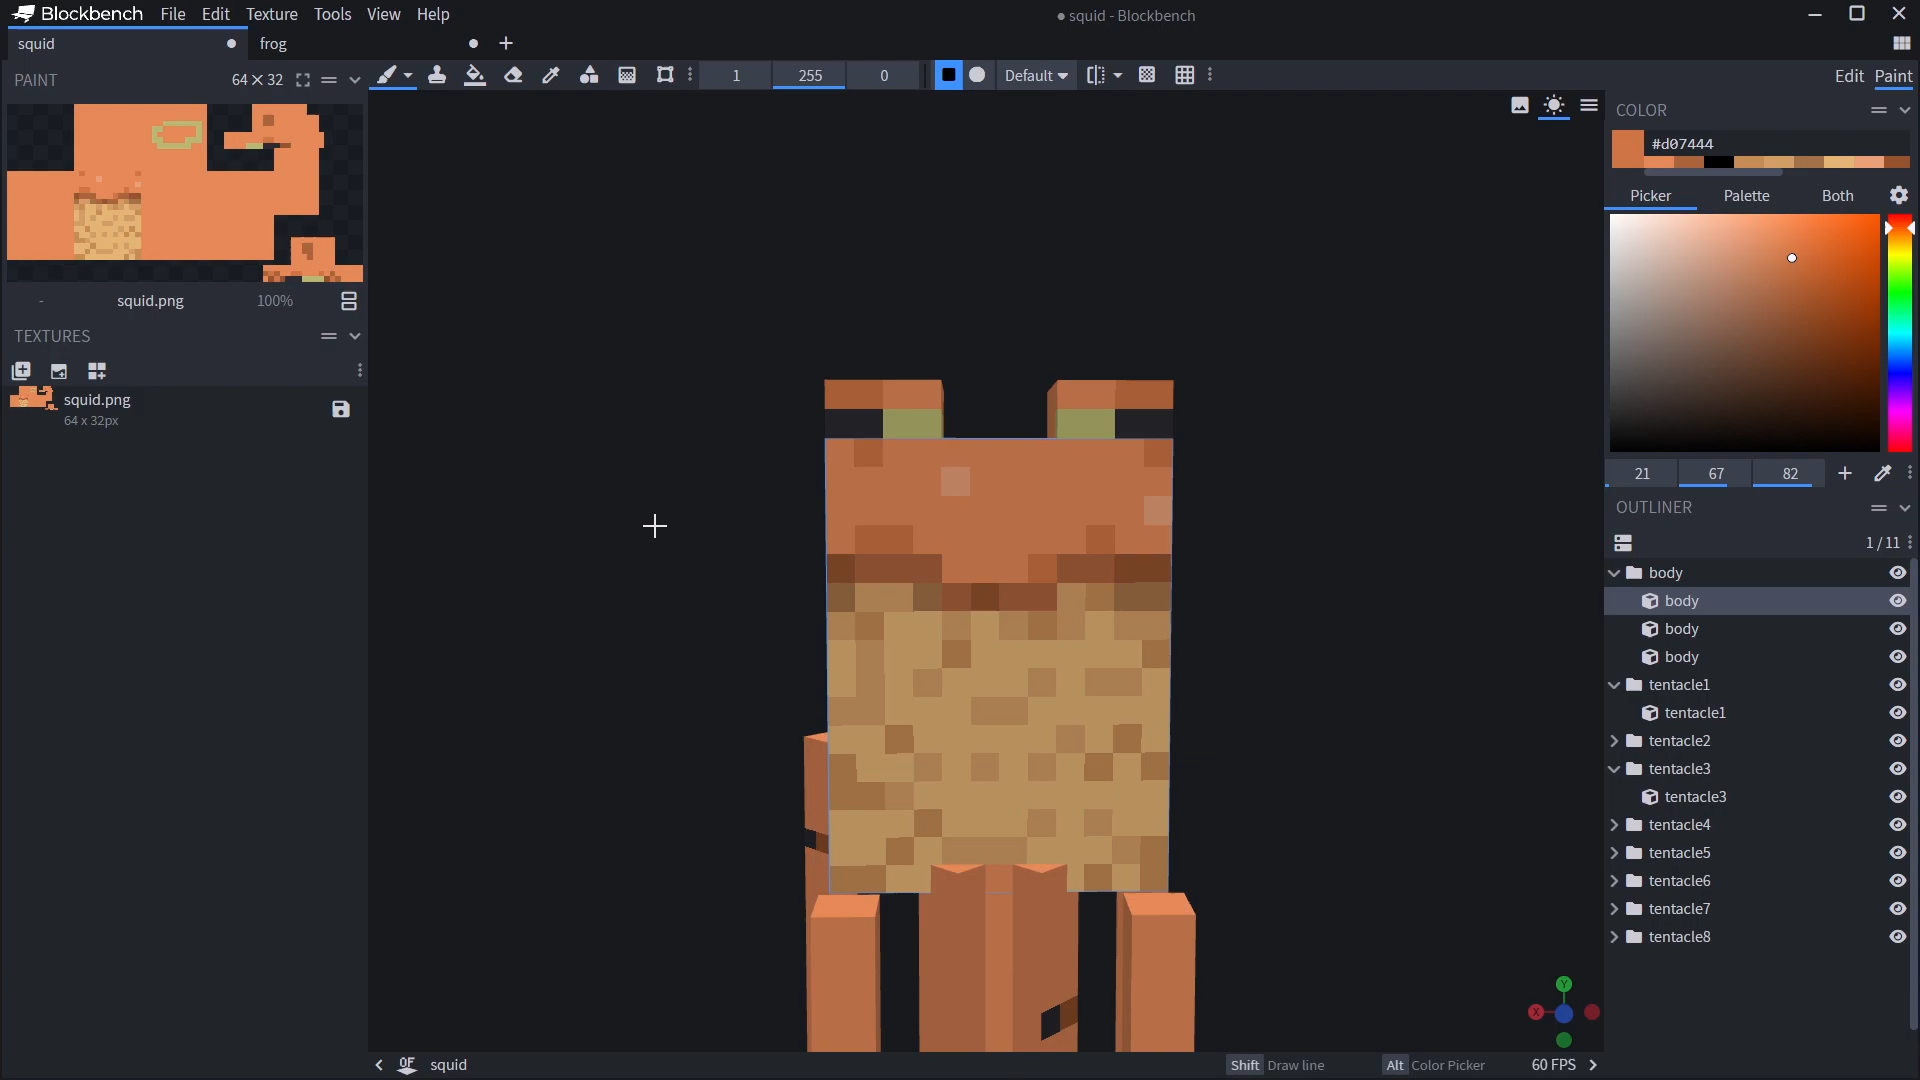 Blockbench File Edit Texture Tools View Help
● squid - Blockbench
squid
frog
PAINT 64×32
1 255 0
Default
Edit Paint
- squid.png 100%
TEXTURES
squid.png
64 x 32px
COLOR
#d07444
Picker Palette Both
21 67 82
OUTLINER
1 / 11
body
body
body
body
tentacle1
tentacle1
tentacle2
tentacle3
tentacle3
tentacle4
tentacle5
tentacle6
tentacle7
tentacle8
Y
X
OF squid
Shift Draw line Alt Color Picker 60 FPS